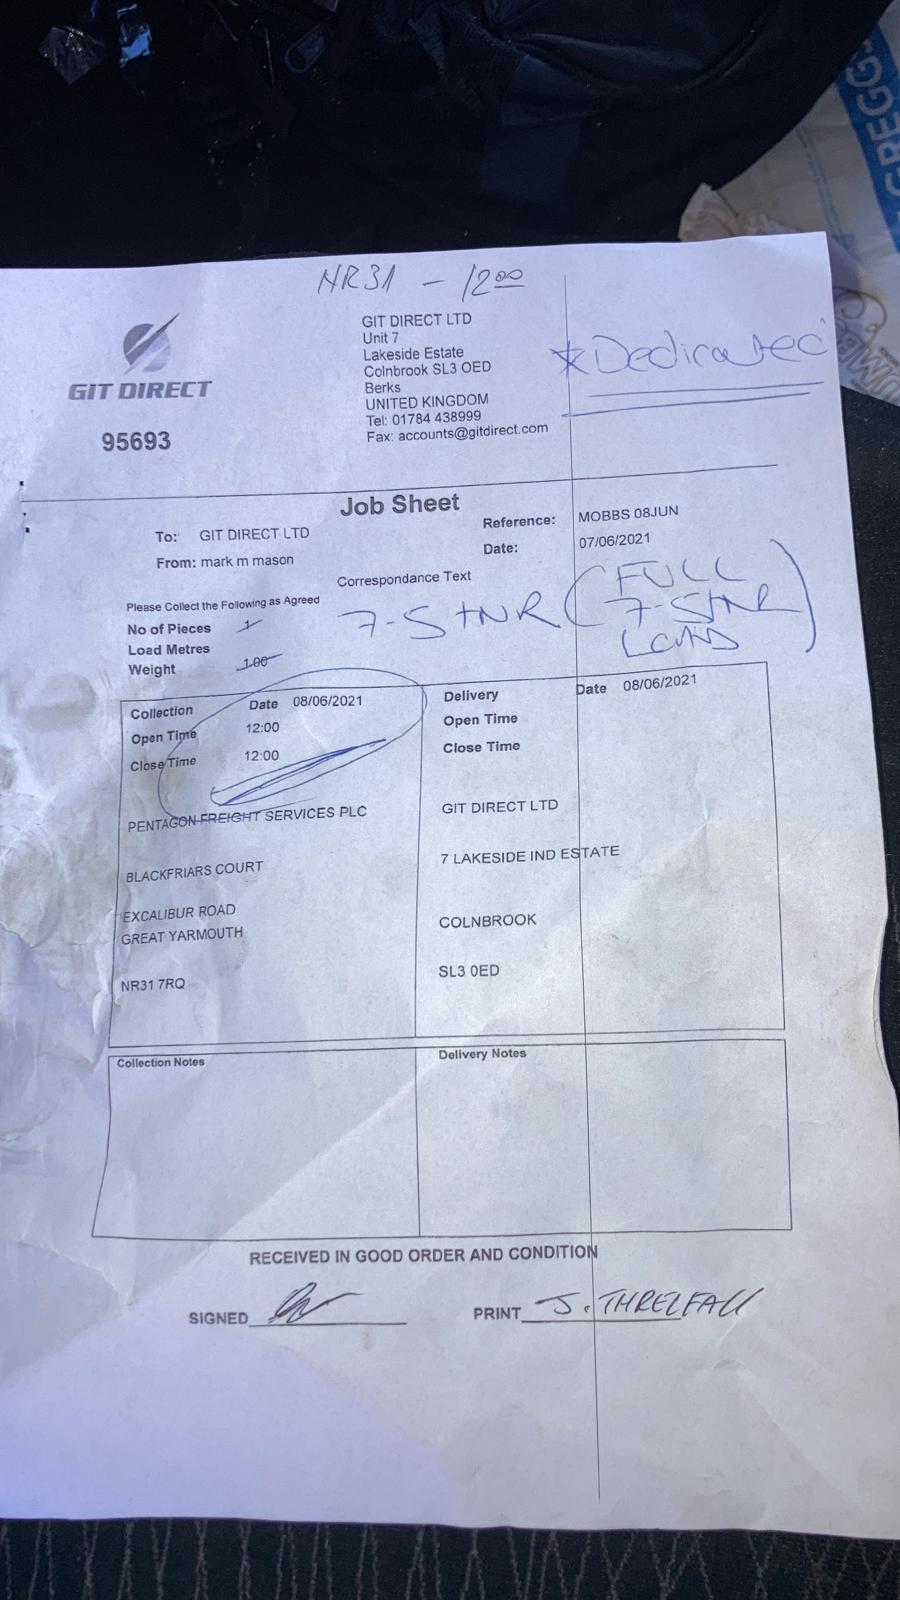 GREGGS
NR31 - 12 00
GIT DIRECT
95693
GIT DIRECT LTD
Unit 7
Lakeside Estate
Colnbrook SL3 OED
Berks
UNITED KINGDOM
Tel: 01784 438999
Fax: accounts@gitdirect.com
*Dedicated
Job Sheet
To: GIT DIRECT LTD
From: mark m mason
Reference: MOBBS 08JUN
Date: 07/06/2021
Correspondance Text
Please Collect the Following as Agreed
No of Pieces 1
Load Metres
Weight 1.00
7-STNR (FULL
7-STNR
LOAD)
Collection Date 08/06/2021
Open Time 12:00
Close Time 12:00
PENTAGON FREIGHT SERVICES PLC
BLACKFRIARS COURT
EXCALIBUR ROAD
GREAT YARMOUTH
NR31 7RQ
Delivery Date 08/06/2021
Open Time
Close Time
GIT DIRECT LTD
7 LAKESIDE IND ESTATE
COLNBROOK
SL3 0ED
Collection Notes
Delivery Notes
RECEIVED IN GOOD ORDER AND CONDITION
SIGNED
PRINT J. THRELFALL